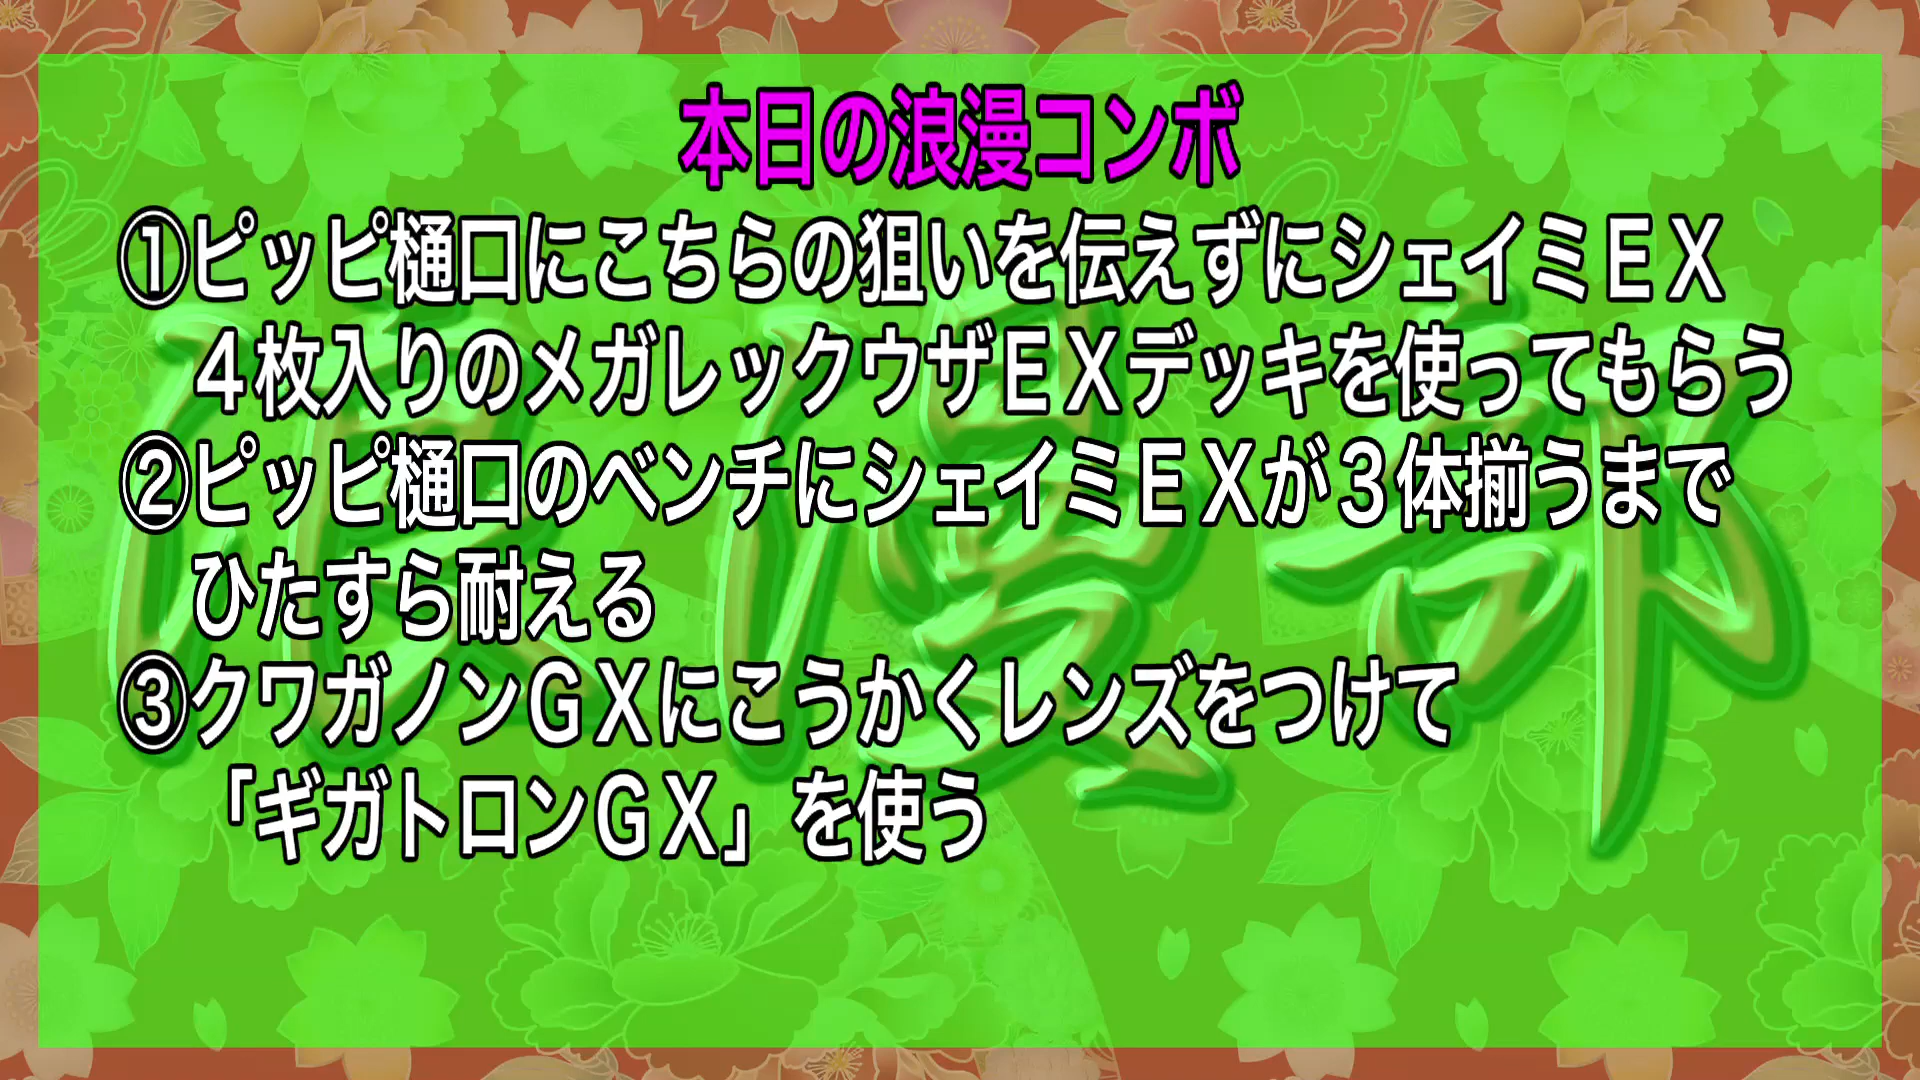 本日の浪漫コンボ
①ピッピ樋口にこちらの狙いを伝えずにシェイミＥＸ
４枚入りのメガレックウザＥＸデッキを使ってもらう
②ピッピ樋口のベンチにシェイミＥＸが３体揃うまで
ひたすら耐える
③クワガノンＧＸにこうかくレンズをつけて
「ギガトロンＧＸ」を使う
浪漫部